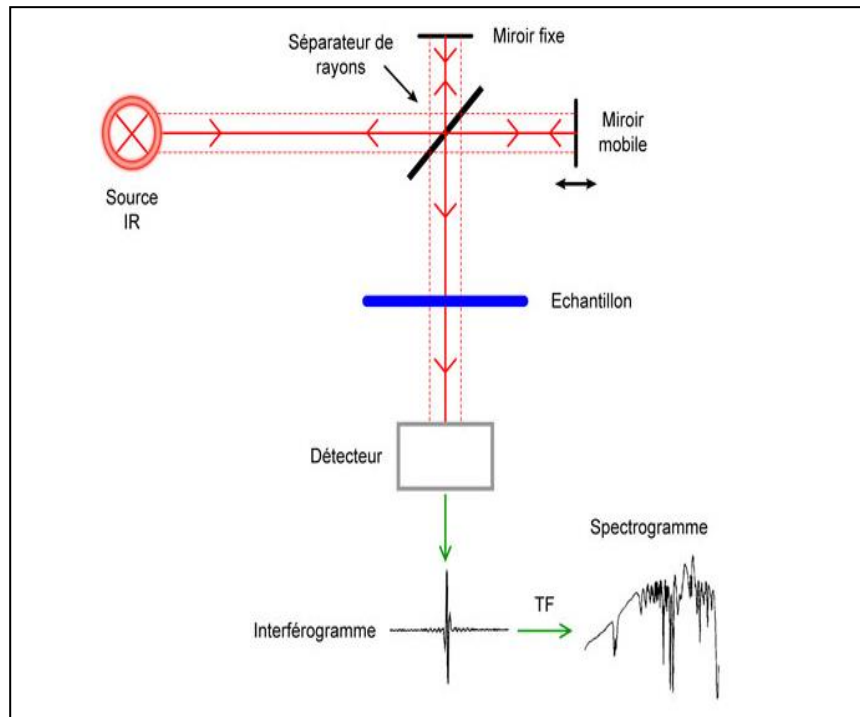 Miroir fixe
Séparateur de
rayons
Miroir
mobile
Source
IR
Echantillon
Détecteur
Spectrogramme
TF
Interférogramme